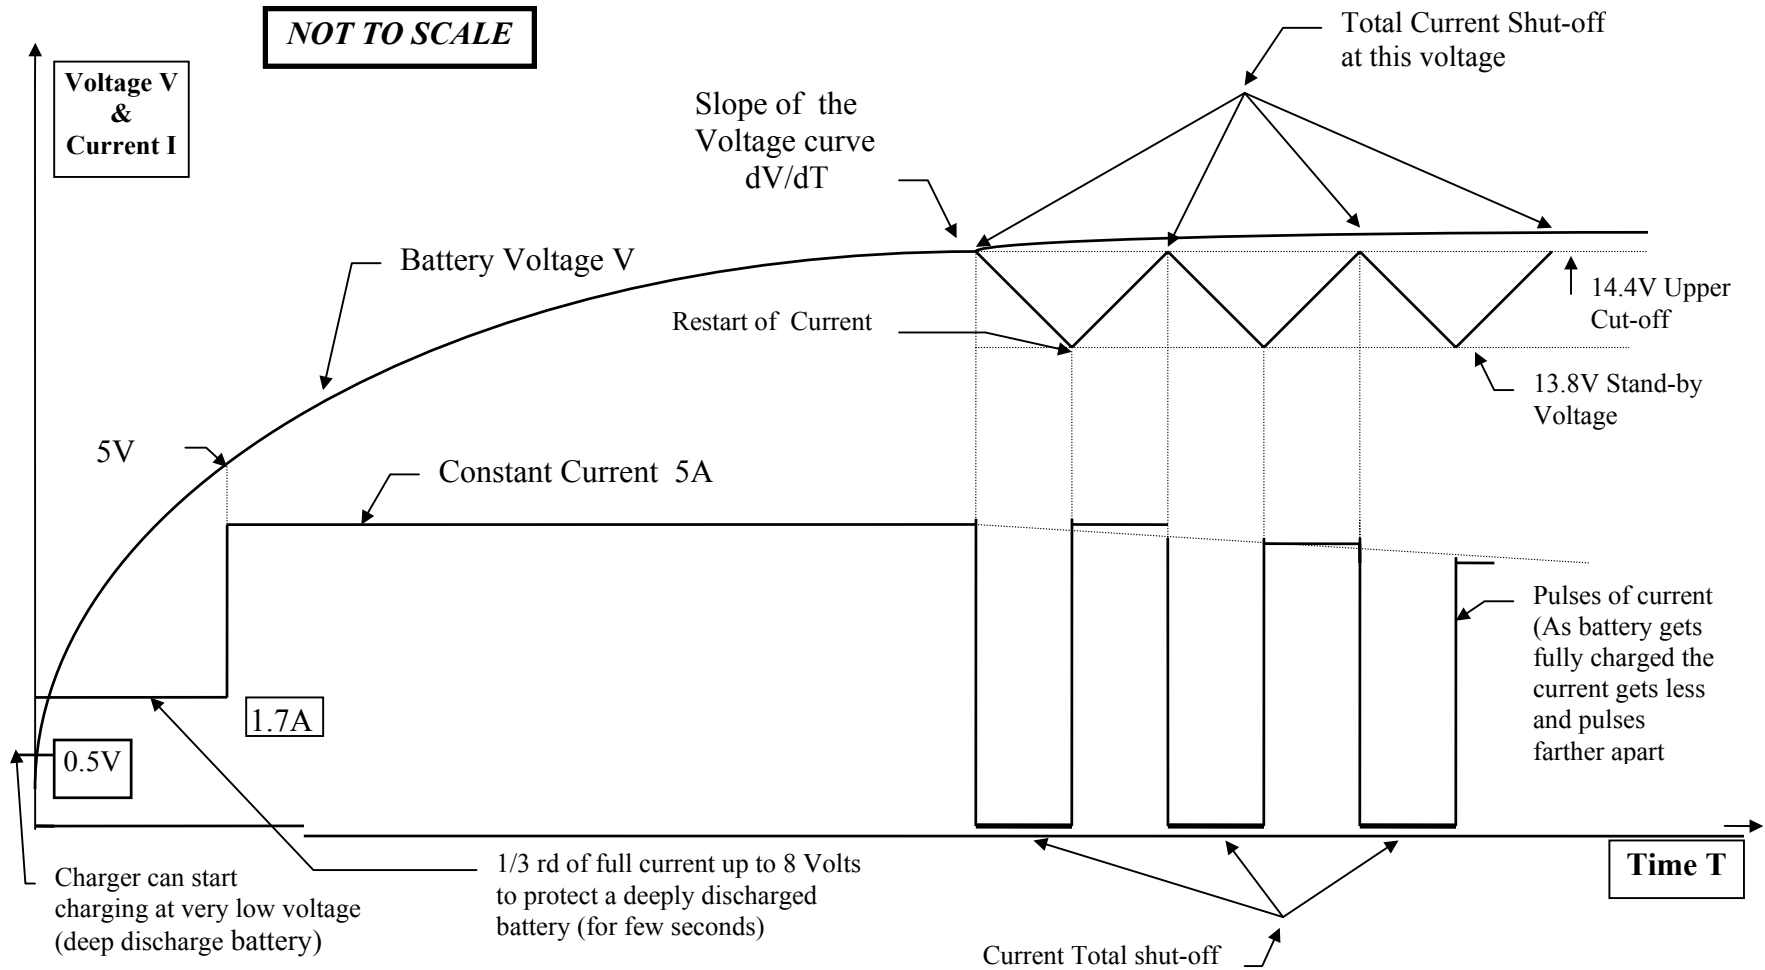 NOT TO SCALE
Total Current Shut-off
at this voltage
Voltage V
&
Current I
Slope of the
Voltage curve
dV/dT
Battery Voltage V
14.4V Upper
Cut-off
Restart of Current
13.8V Stand-by
Voltage
5V
Constant Current 5A
Pulses of current
(As battery gets
fully charged the
current gets less
and pulses
farther apart
1.7A
0.5V
1/3 rd of full current up to 8 Volts
to protect a deeply discharged
battery (for few seconds)
Time T
Charger can start
charging at very low voltage
(deep discharge battery)
Current Total shut-off